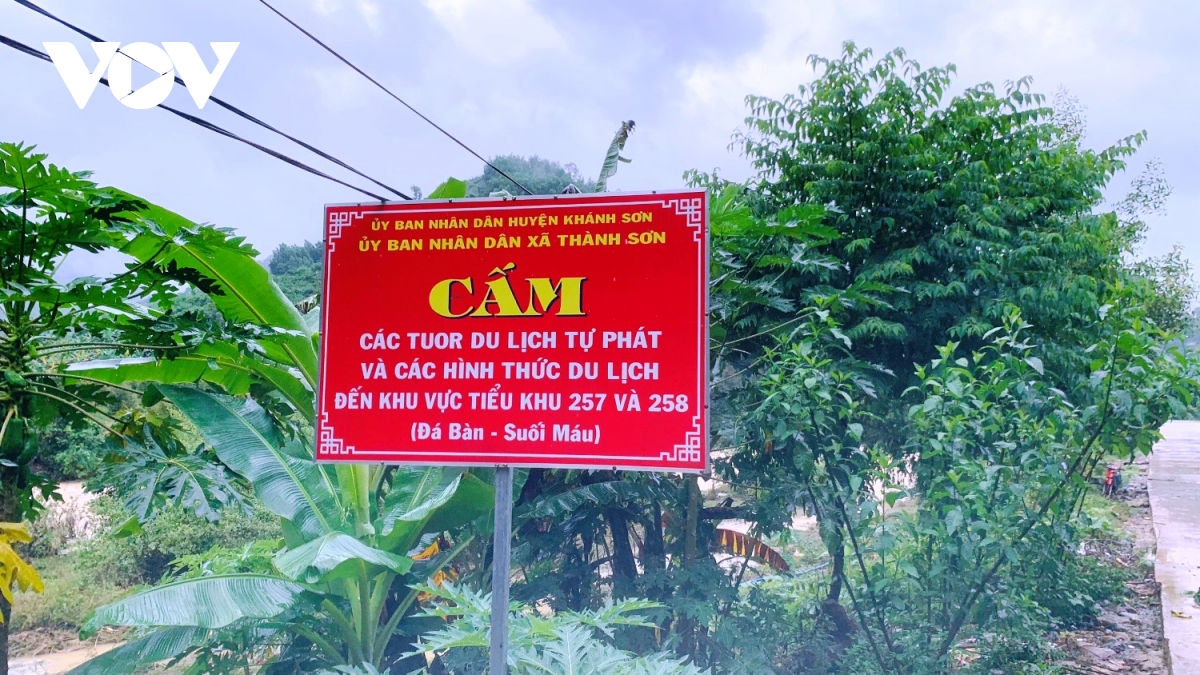 VOV
ỦY BAN NHÂN DÂN HUYỆN KHÁNH SƠN
ỦY BAN NHÂN DÂN XÃ THÀNH SƠN
CẤM
CÁC TUOR DU LỊCH TỰ PHÁT
VÀ CÁC HÌNH THỨC DU LỊCH
ĐẾN KHU VỰC TIỂU KHU 257 VÀ 258
(Đá Bàn - Suối Máu)